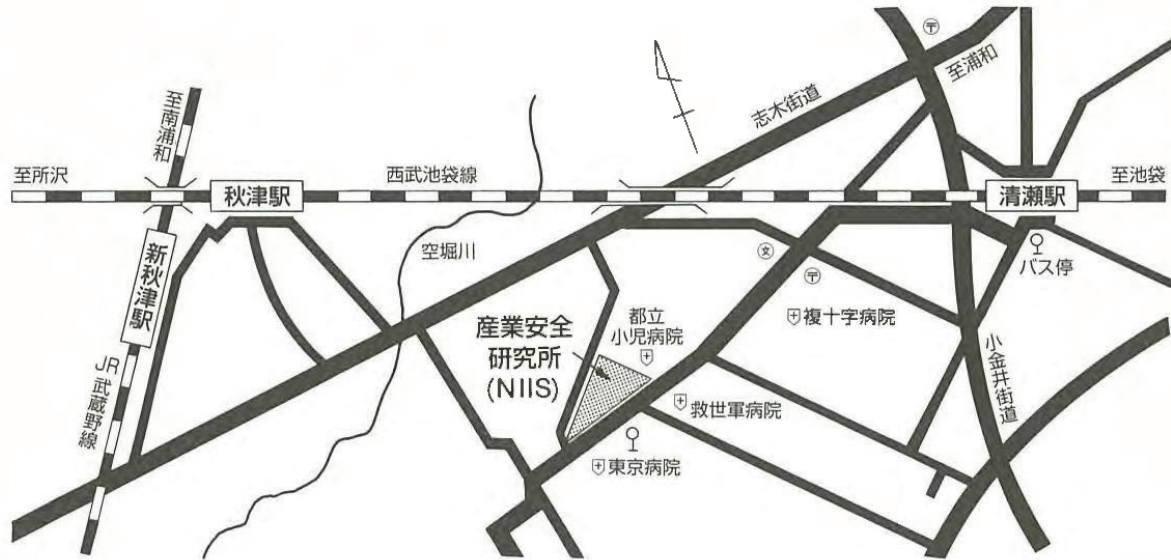 〒
至浦和
志木街道
至南浦和
至所沢
秋津駅
西武池袋線
清瀬駅
至池袋
新秋津駅
空堀川
文
〒
バス停
複十字病院
都立
小児病院
産業安全
研究所
(NIIS)
小金井街道
JR武蔵野線
救世軍病院
東京病院